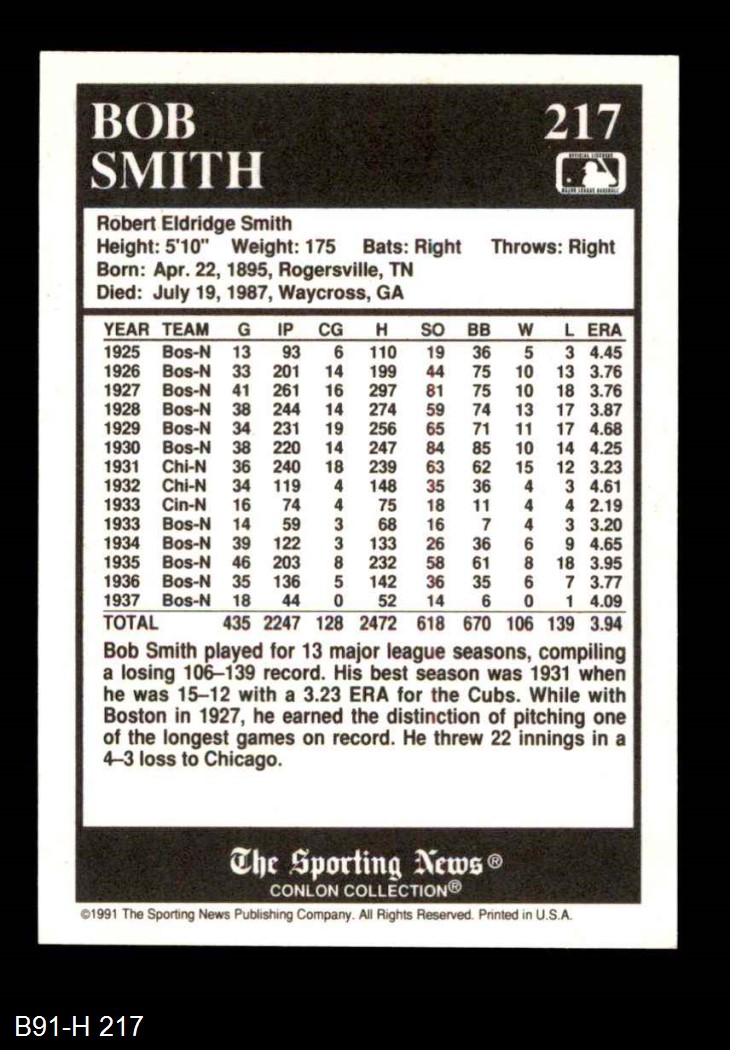 BOB
SMITH
217
OFFICIAL LICENSEE
MAJOR LEAGUE BASEBALL
Robert Eldridge Smith
Height: 5'10" Weight: 175 Bats: Right Throws: Right
Born: Apr. 22, 1895, Rogersville, TN
Died: July 19, 1987, Waycross, GA
YEAR TEAM G IP CG H SO BB W L ERA
1925 Bos-N 13 93 6 110 19 36 5 3 4.45
1926 Bos-N 33 201 14 199 44 75 10 13 3.76
1927 Bos-N 41 261 16 297 81 75 10 18 3.76
1928 Bos-N 38 244 14 274 59 74 13 17 3.87
1929 Bos-N 34 231 19 256 65 71 11 17 4.68
1930 Bos-N 38 220 14 247 84 85 10 14 4.25
1931 Chi-N 36 240 18 239 63 62 15 12 3.23
1932 Chi-N 34 119 4 148 35 36 4 3 4.61
1933 Cin-N 16 74 4 75 18 11 4 4 2.19
1933 Bos-N 14 59 3 68 16 7 4 3 3.20
1934 Bos-N 39 122 3 133 26 36 6 9 4.65
1935 Bos-N 46 203 8 232 58 61 8 18 3.95
1936 Bos-N 35 136 5 142 36 35 6 7 3.77
1937 Bos-N 18 44 0 52 14 6 0 1 4.09
TOTAL 435 2247 128 2472 618 670 106 139 3.94
Bob Smith played for 13 major league seasons, compiling
a losing 106–139 record. His best season was 1931 when
he was 15–12 with a 3.23 ERA for the Cubs. While with
Boston in 1927, he earned the distinction of pitching one
of the longest games on record. He threw 22 innings in a
4–3 loss to Chicago.
The Sporting News®
CONLON COLLECTION®
©1991 The Sporting News Publishing Company. All Rights Reserved. Printed in U.S.A.
B91-H 217